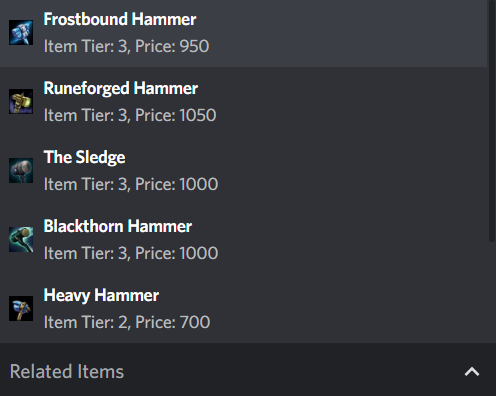 Frostbound Hammer
Item Tier: 3, Price: 950
Runeforged Hammer
Item Tier: 3, Price: 1050
The Sledge
Item Tier: 3, Price: 1000
Blackthorn Hammer
Item Tier: 3, Price: 1000
Heavy Hammer
Item Tier: 2, Price: 700
Related Items